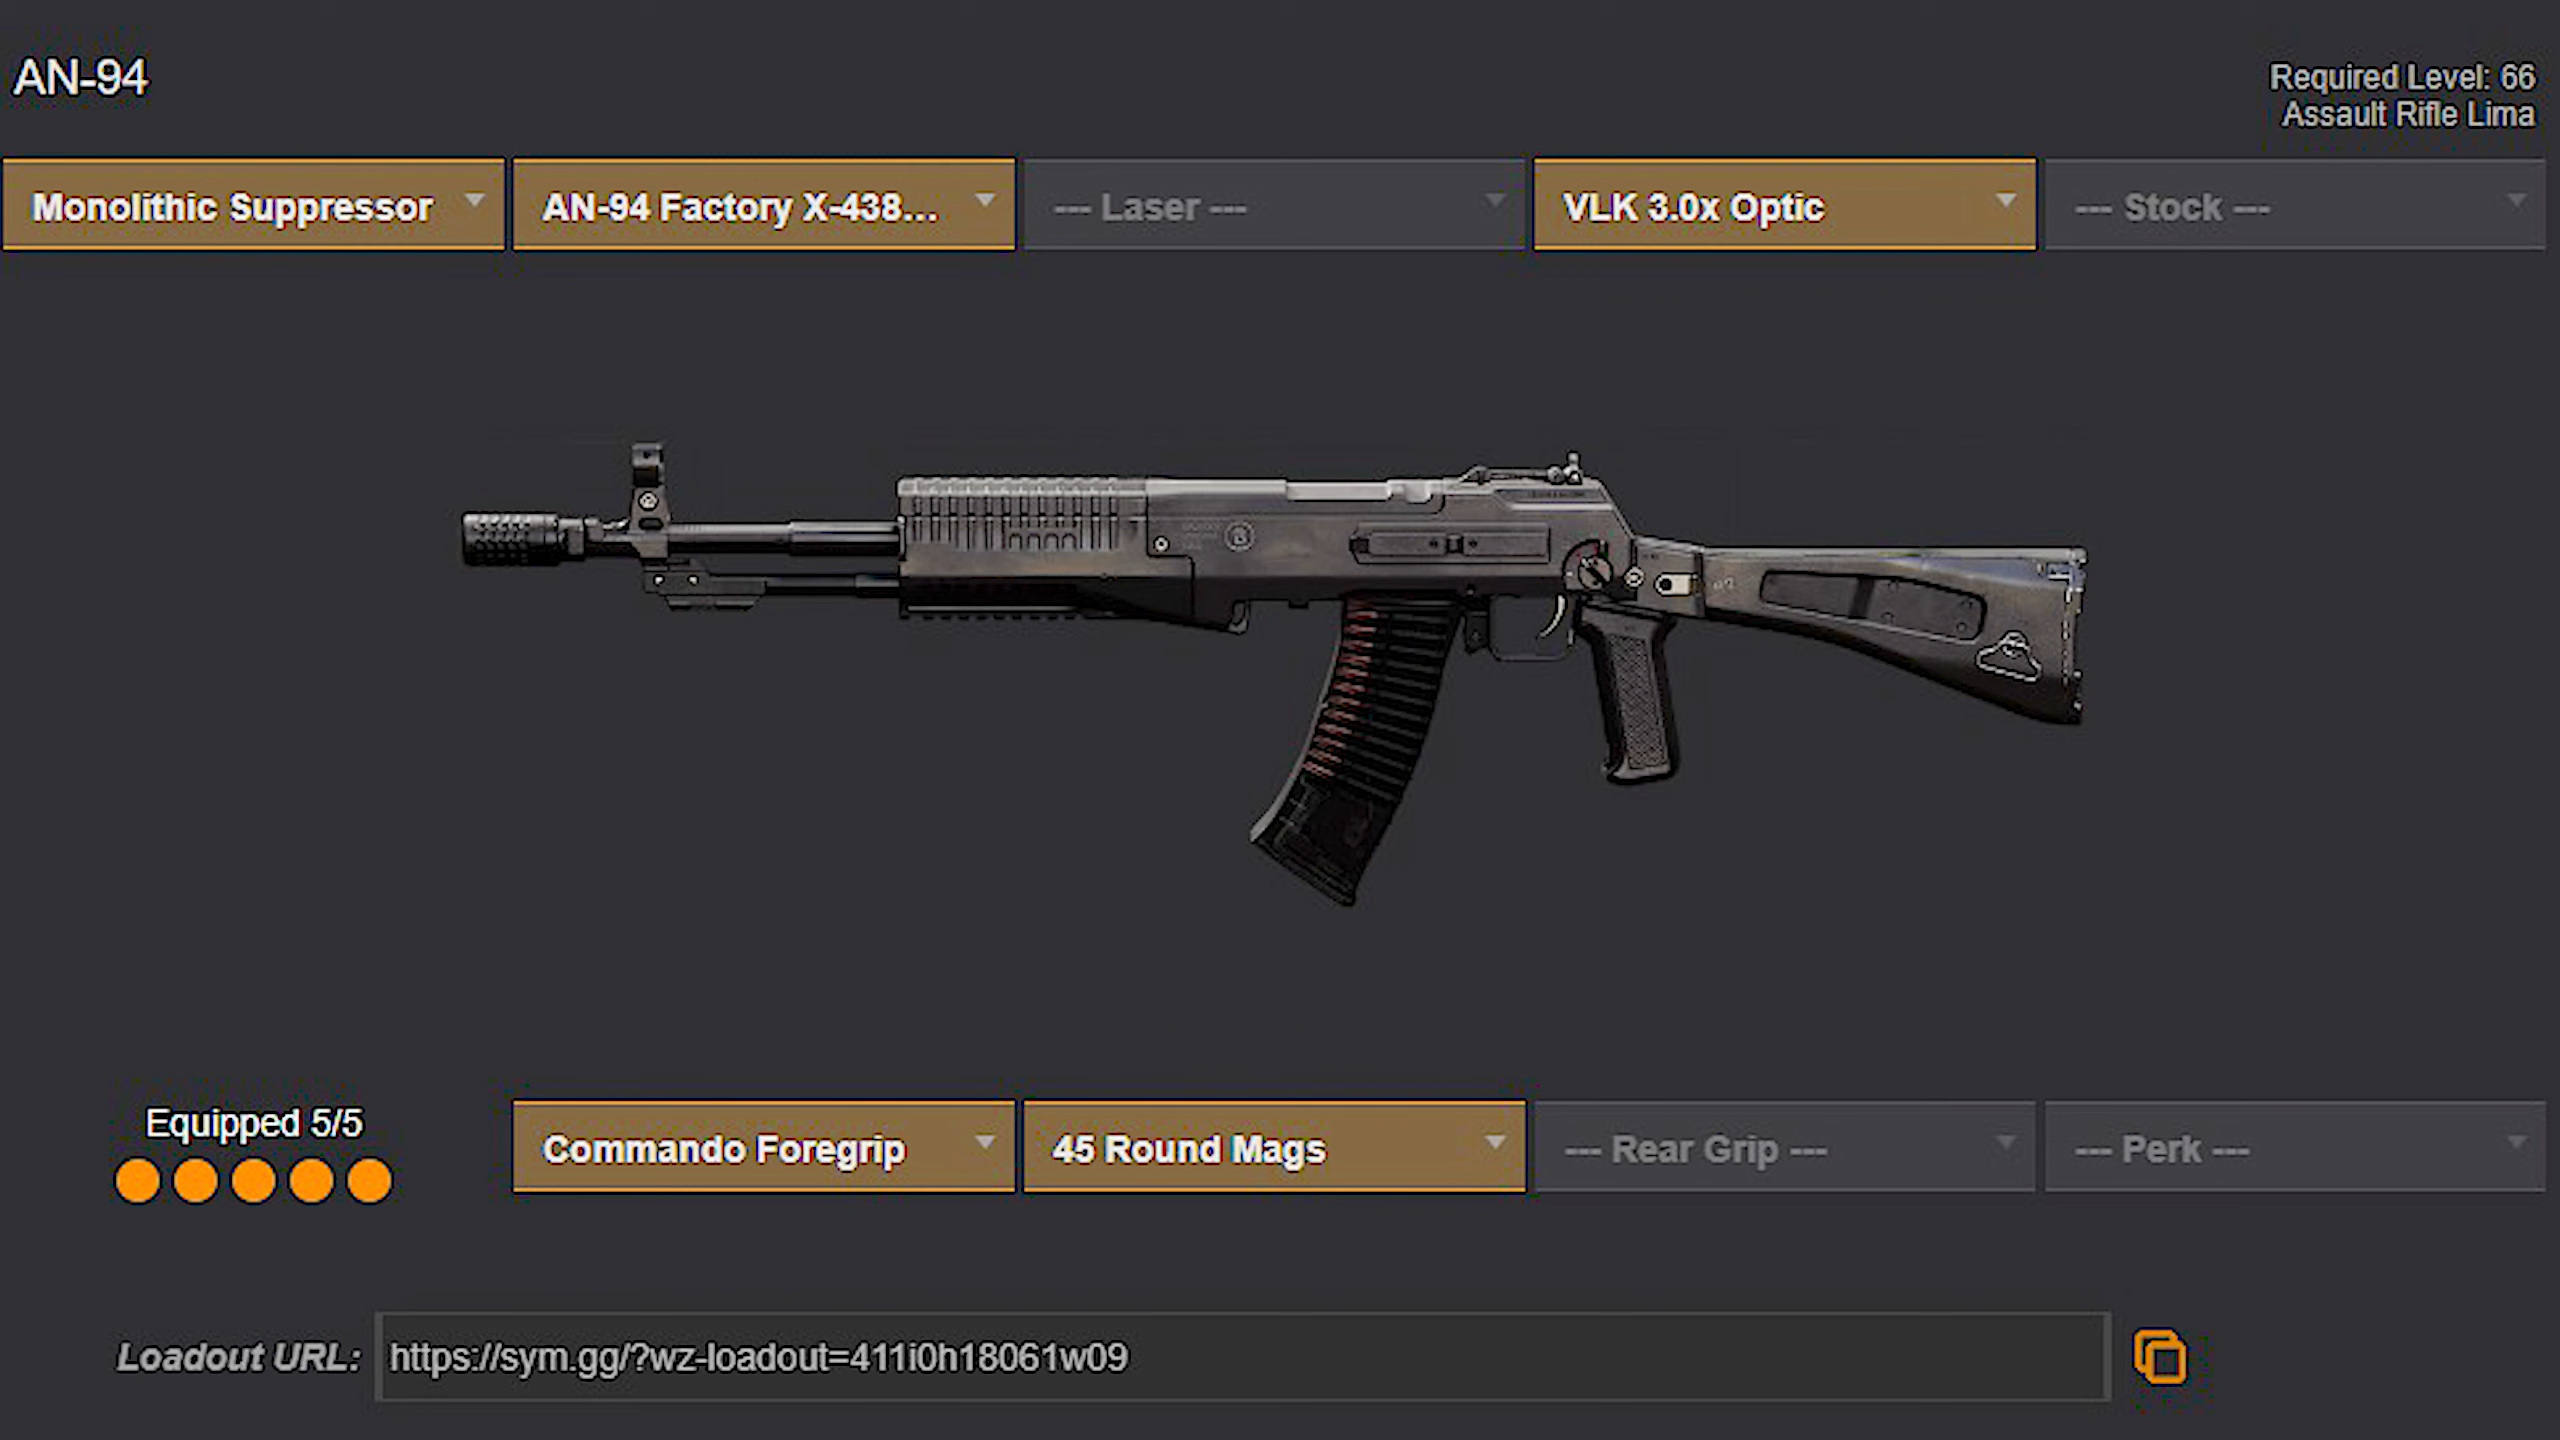 AN-94
Required Level: 66
Assault Rifle Lima
Monolithic Suppressor
AN-94 Factory X-438...
--- Laser ---
VLK 3.0x Optic
--- Stock ---
Equipped 5/5
Commando Foregrip
45 Round Mags
--- Rear Grip ---
--- Perk ---
Loadout URL: https://sym.gg/?wz-loadout=411i0h18061w09